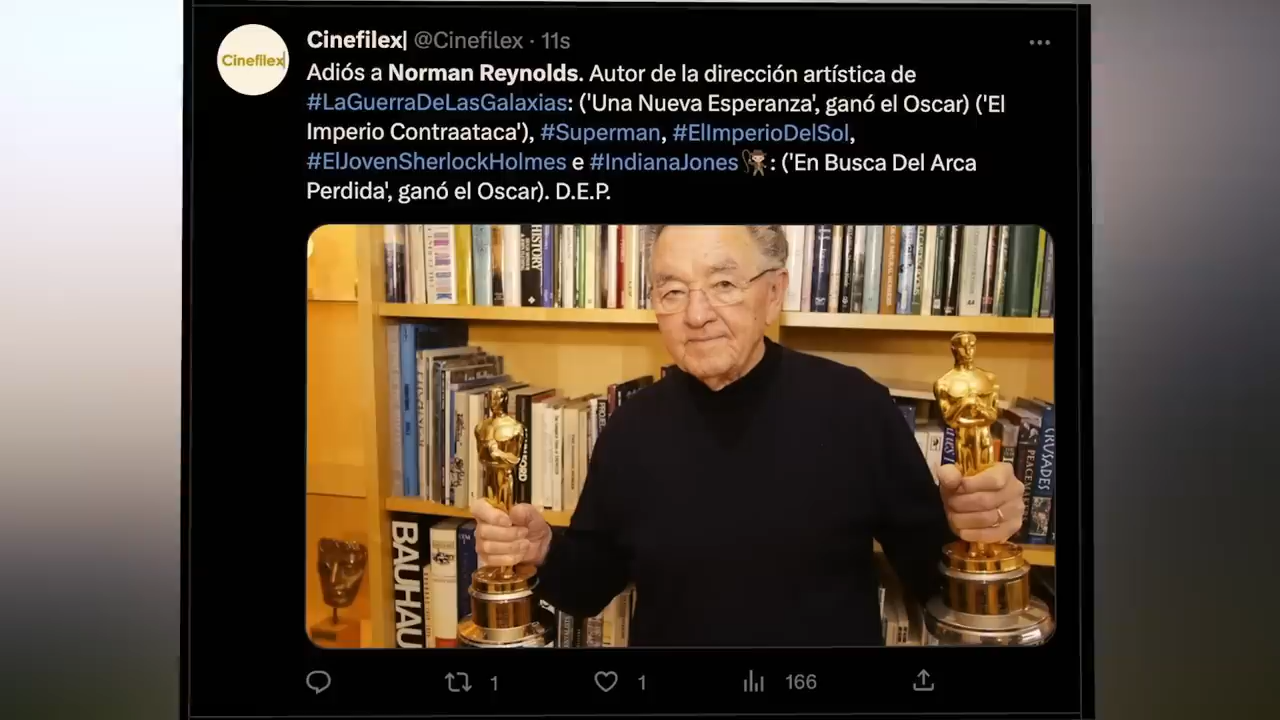 Cinefilex| @Cinefilex · 11s
Cinefilex|
Adiós a Norman Reynolds. Autor de la dirección artística de
#LaGuerraDeLasGalaxias: ('Una Nueva Esperanza', ganó el Oscar) ('El
Imperio Contraataca'), #Superman, #ElImperioDelSol,
#ElJovenSherlockHolmes e #IndianaJones: ('En Busca Del Arca
Perdida', ganó el Oscar). D.E.P.
HISTORY
CRUSADES
BAUHAU
1
1
166